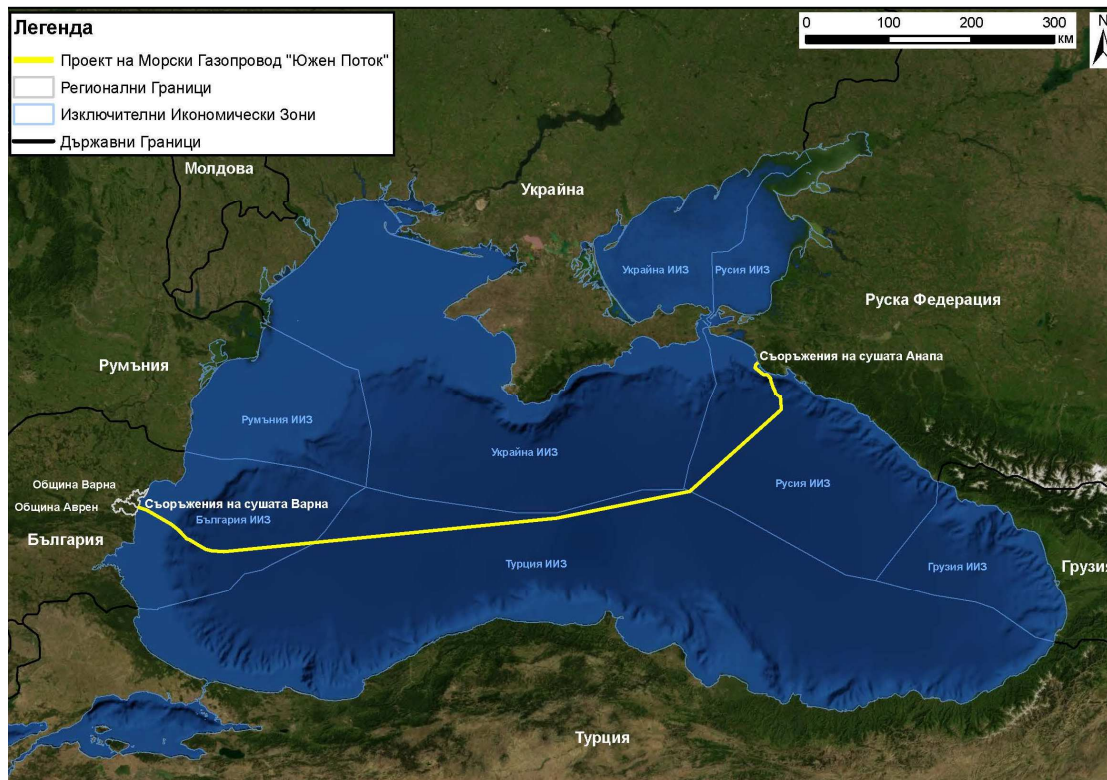 Легенда
Проект на Морски Газопровод "Южен Поток"
Регионални Граници
Изключителни Икономически Зони
Държавни Граници
0 100 200 300
км
N
Молдова
Украйна
Украйна ИИЗ
Русия ИИЗ
Руска Федерация
Румъния
Съоръжения на сушата Анапа
Румъния ИИЗ
Украйна ИИЗ
Русия ИИЗ
Община Варна
Съоръжения на сушата Варна
Община Аврен
България ИИЗ
България
Турция ИИЗ
Грузия ИИЗ
Грузия
Турция